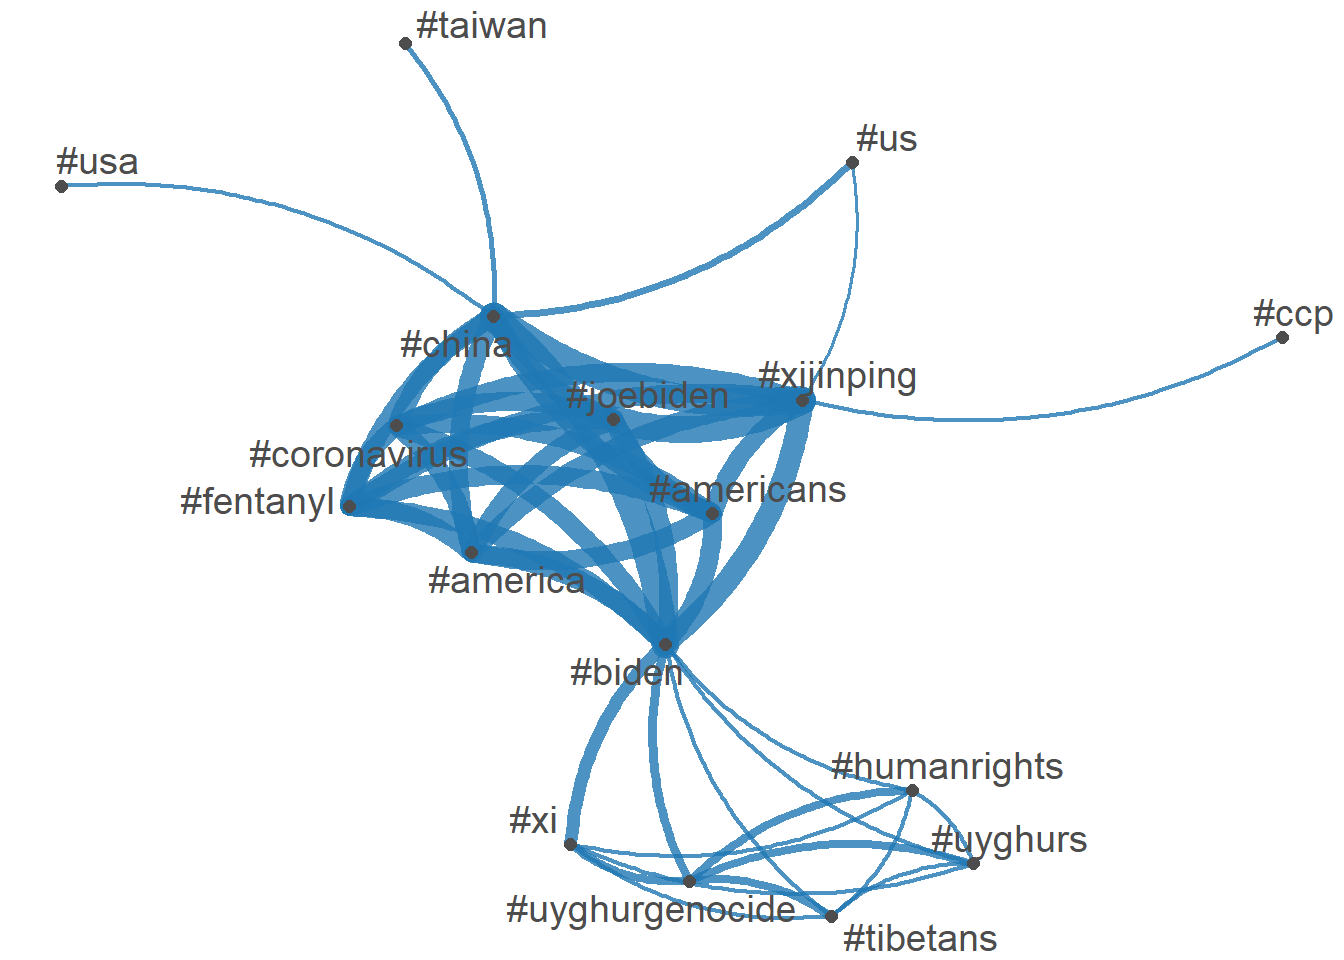 #taiwan
#us
#usa
#ccp
#china
#xijinping
#joebiden
#coronavirus
#americans
#fentanyl
#america
#biden
#humanrights
#xi
#uyghurs
#uyghurgenocide
#tibetans